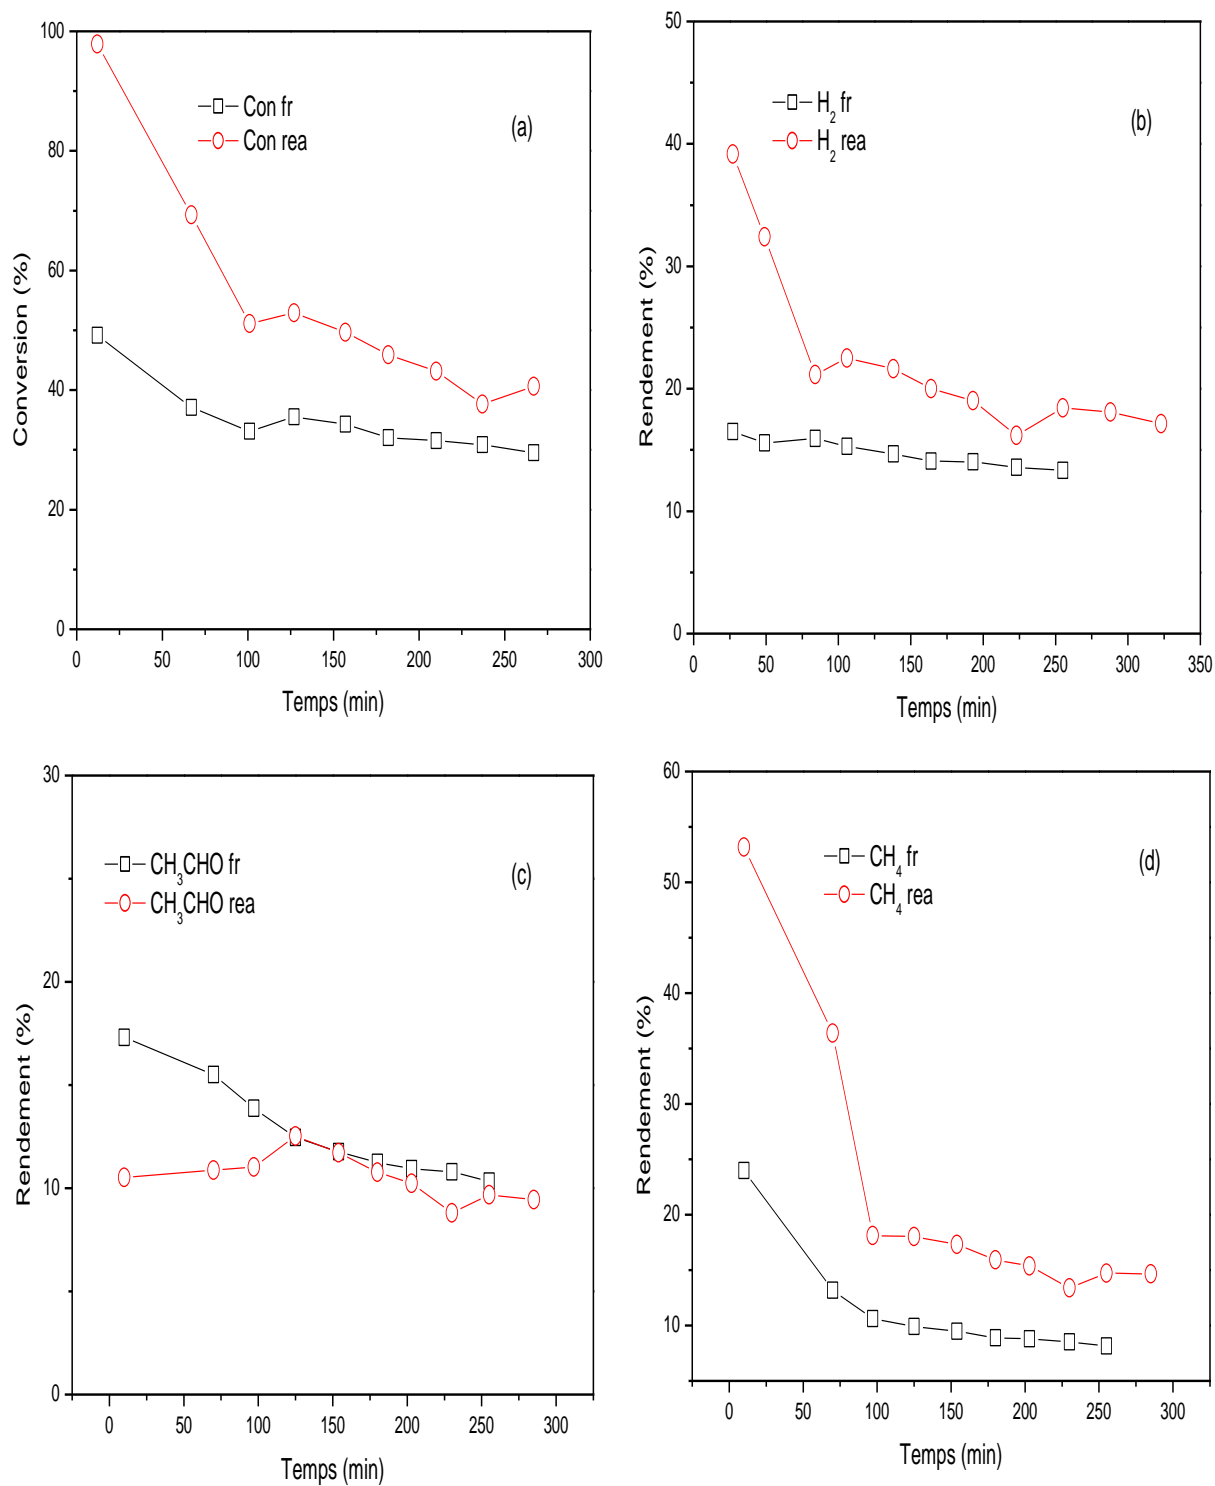 100
80
60
40
20
0
Conversion (%)
Con fr
Con rea
(a)
0 50 100 150 200 250 300
Temps (min)
50
40
30
20
10
0
Rendement (%)
H2 fr
H2 rea
(b)
0 50 100 150 200 250 300 350
Temps (min)
30
20
10
0
Rendement (%)
CH3CHO fr
CH3CHO rea
(c)
0 50 100 150 200 250 300
Temps (min)
60
50
40
30
20
10
Rendement (%)
CH4 fr
CH4 rea
(d)
0 50 100 150 200 250 300
Temps (min)